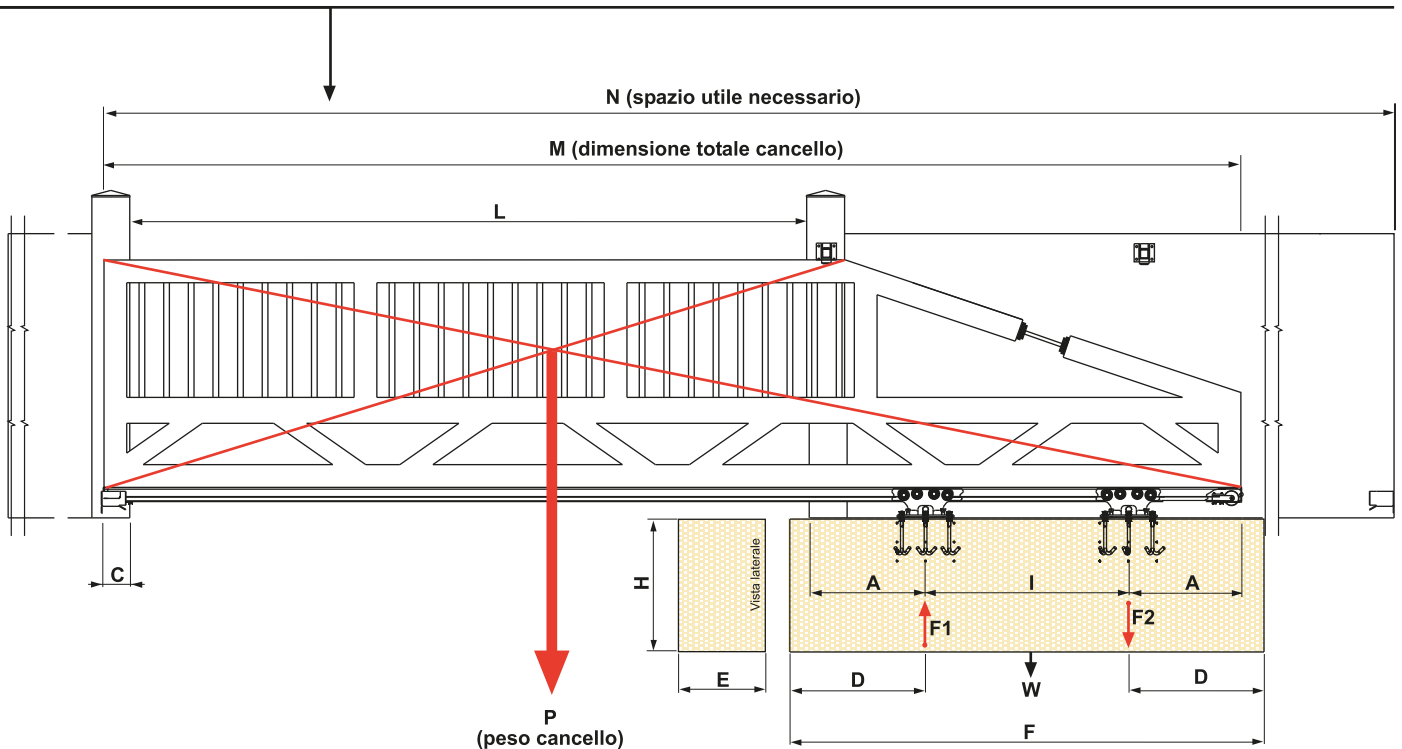 N (spazio utile necessario)
M (dimensione totale cancello)
L
C
H
Vista laterale
A
I
A
F1
F2
E
D
W
D
P
(peso cancello)
F